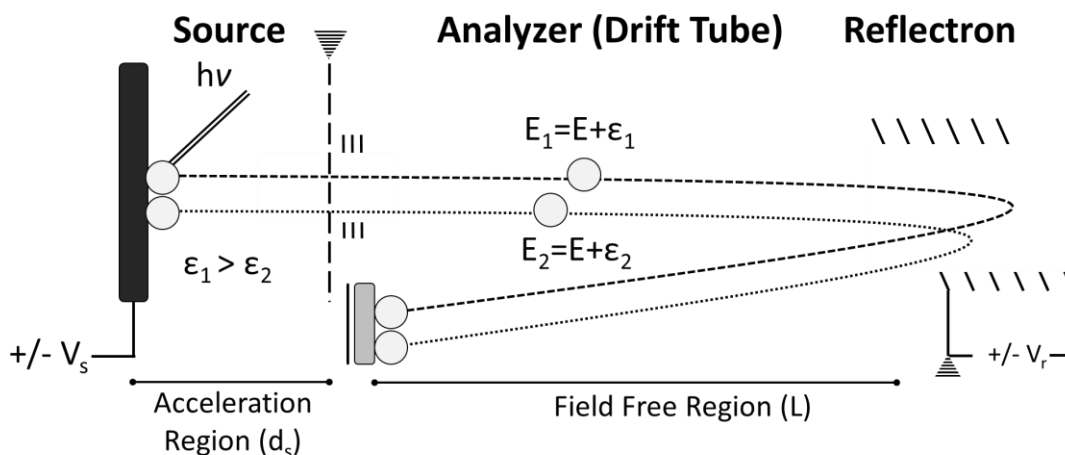 Source Analyzer (Drift Tube) Reflectron
hν
E₁=E+ε₁
E₂=E+ε₂
ε₁ > ε₂
+/- Vₛ
+/- Vᵣ
Acceleration
Region (dₛ)
Field Free Region (L)